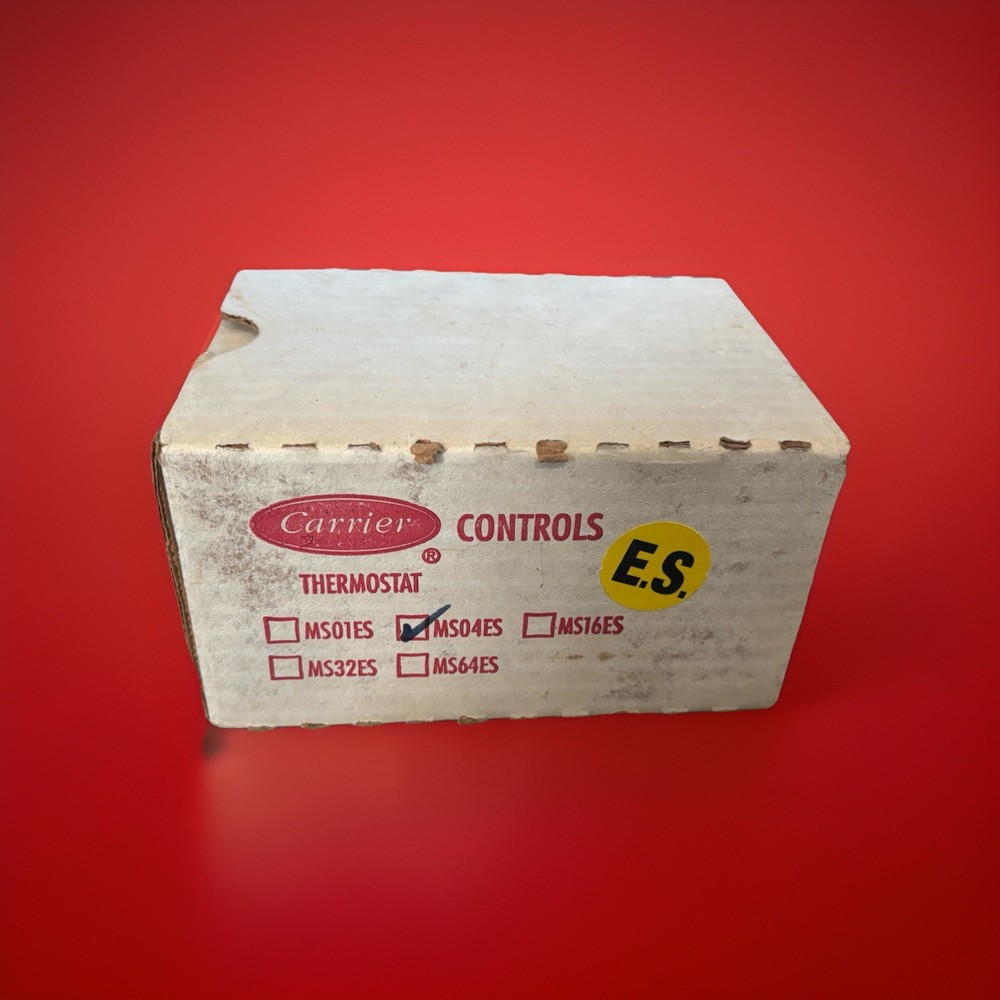 Carrier CONTROLS
®
E.S.
THERMOSTAT
MS01ES MS04ES MS16ES
MS32ES MS64ES